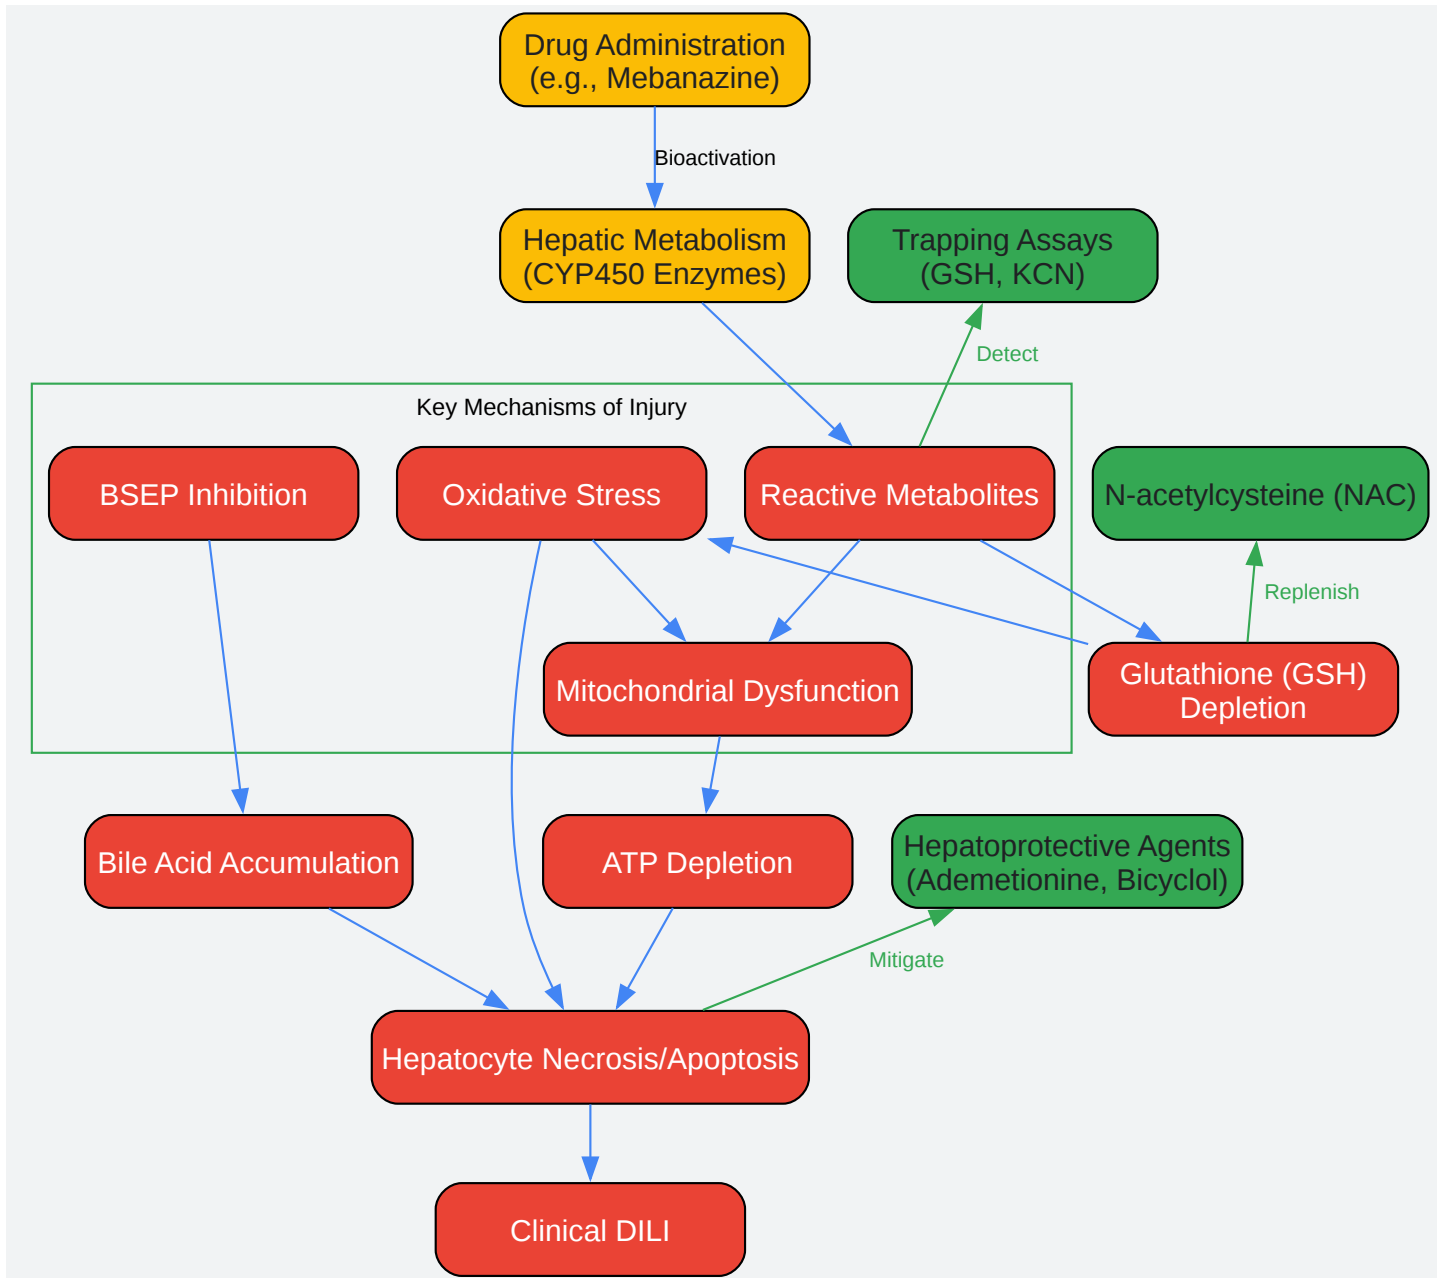 Drug Administration
(e.g., Mebanazine)
Bioactivation
Hepatic Metabolism
(CYP450 Enzymes)
Trapping Assays
(GSH, KCN)
Detect
Key Mechanisms of Injury
BSEP Inhibition
Oxidative Stress
Reactive Metabolites
N-acetylcysteine (NAC)
Replenish
Mitochondrial Dysfunction
Glutathione (GSH)
Depletion
Bile Acid Accumulation
ATP Depletion
Hepatoprotective Agents
(Ademetionine, Bicyclol)
Mitigate
Hepatocyte Necrosis/Apoptosis
Clinical DILI